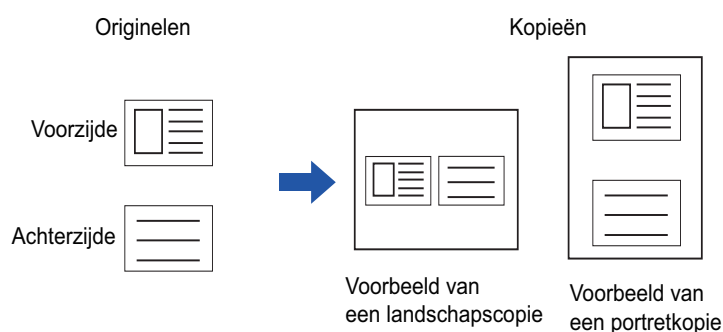 Originelen
Kopieën
Voorzijde
Achterzijde
Voorbeeld van
een landschapscopie
Voorbeeld van
een portretkopie